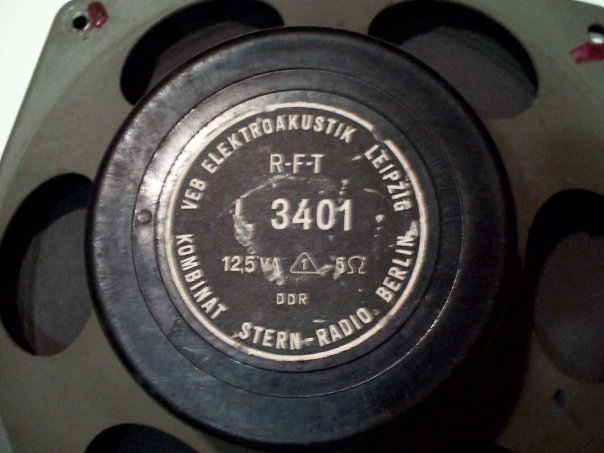 VEB ELEKTROAKUSTIK LEIPZIG
R-F-T
3401
12,5 VA 1 5Ω
DDR
KOMBINAT STERN-RADIO BERLIN